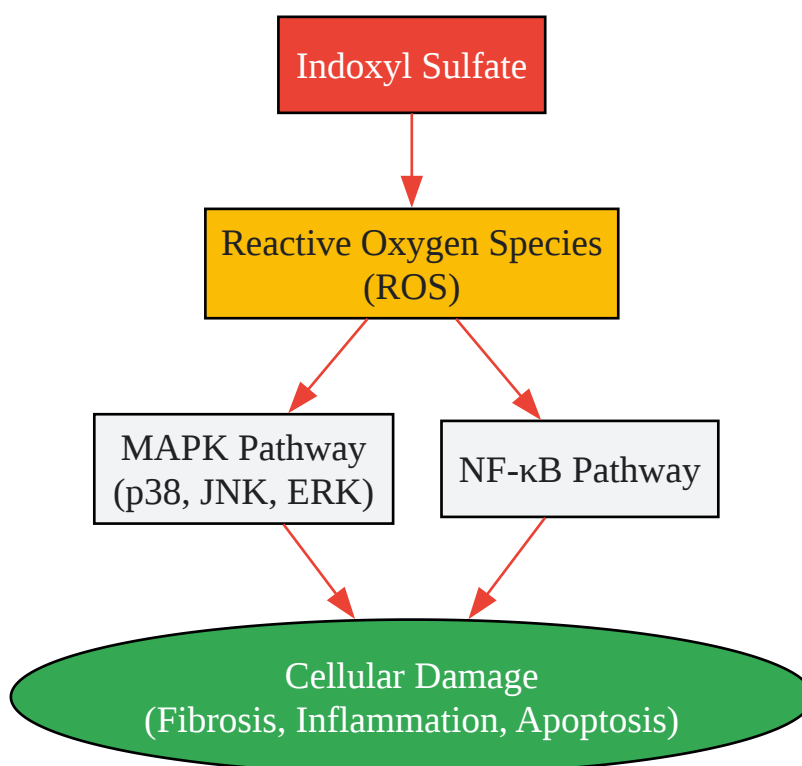 Indoxyl Sulfate
Reactive Oxygen Species
(ROS)
MAPK Pathway
(p38, JNK, ERK)
NF-κB Pathway
Cellular Damage
(Fibrosis, Inflammation, Apoptosis)